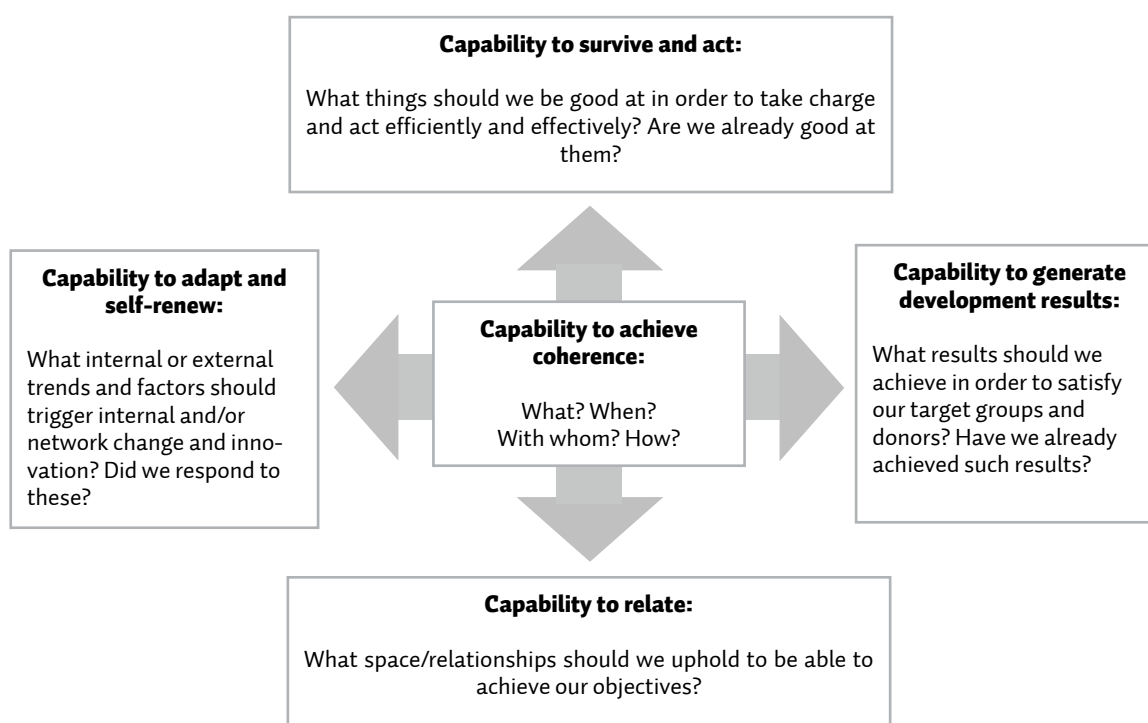 Capability to survive and act:
What things should we be good at in order to take charge
and act efficiently and effectively? Are we already good at
them?
Capability to adapt and
self-renew:
What internal or external
trends and factors should
trigger internal and/or
network change and inno-
vation? Did we respond to
these?
Capability to achieve
coherence:
What? When?
With whom? How?
Capability to generate
development results:
What results should we
achieve in order to satisfy
our target groups and
donors? Have we already
achieved such results?
Capability to relate:
What space/relationships should we uphold to be able to
achieve our objectives?